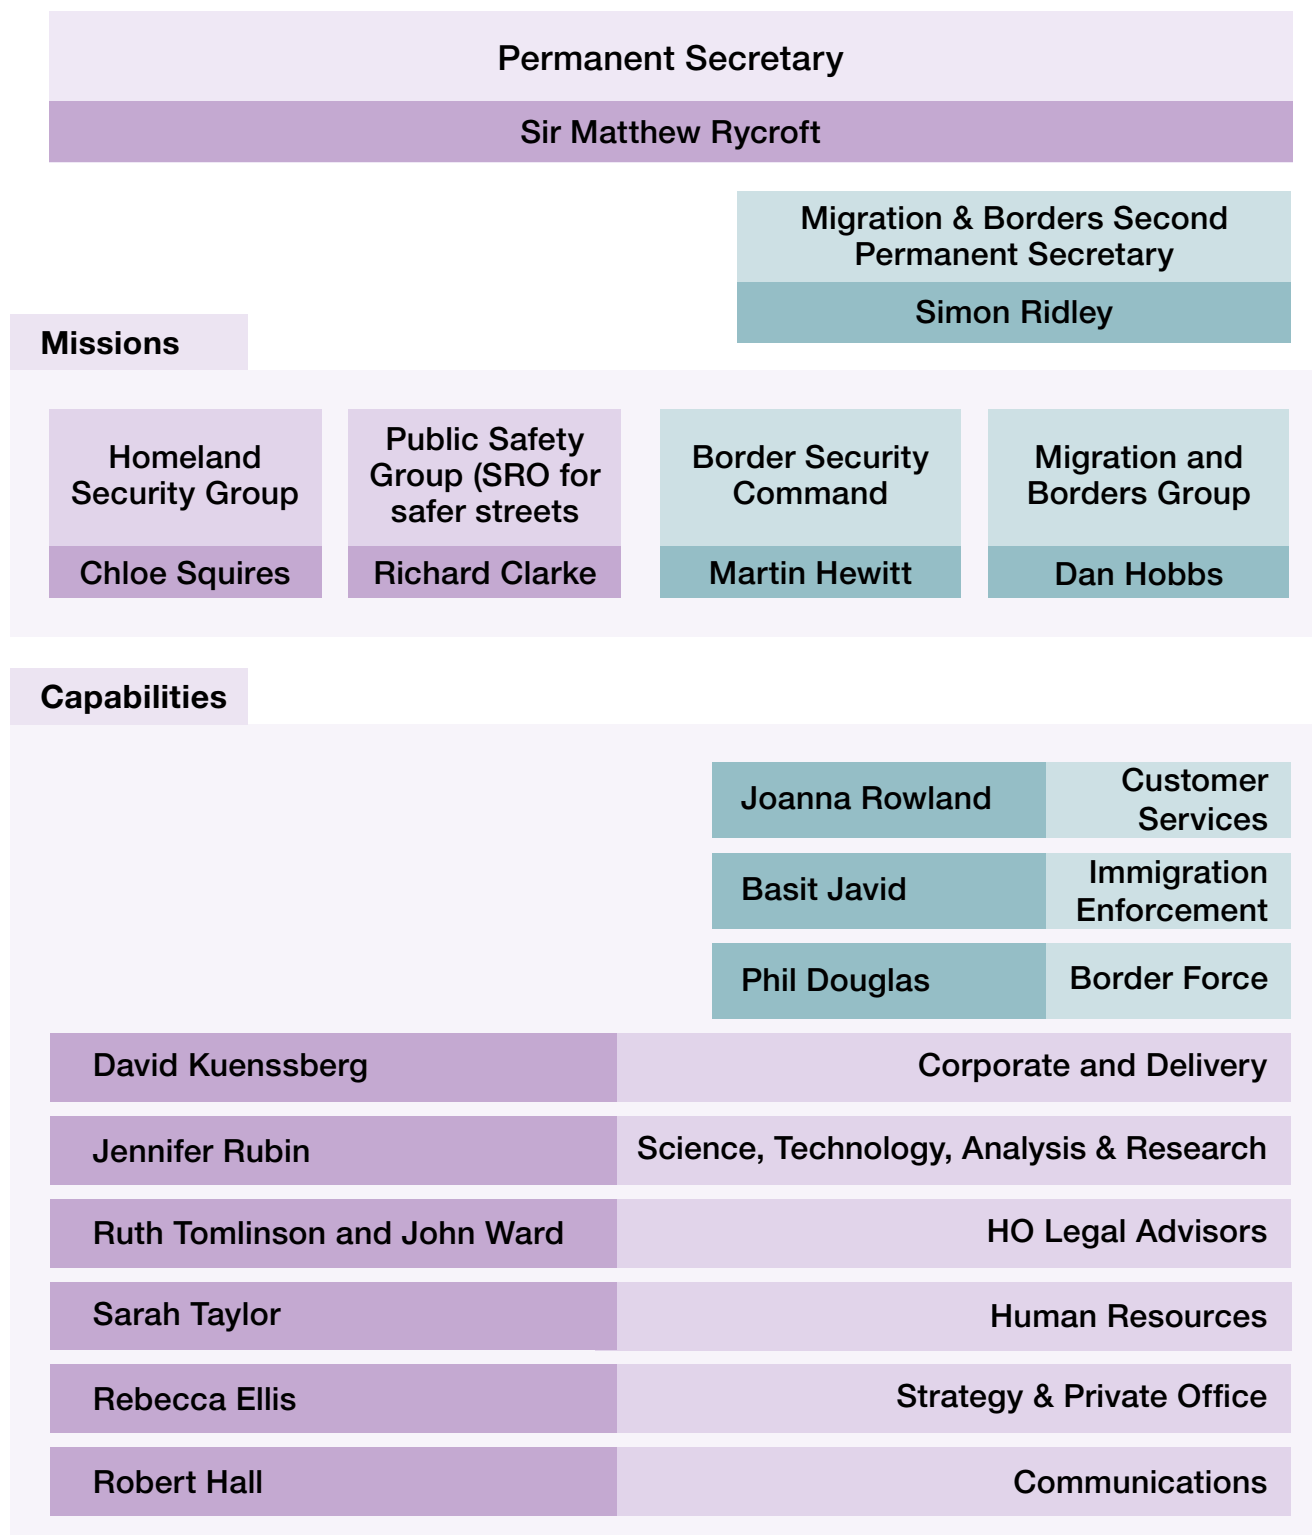 Permanent Secretary
Sir Matthew Rycroft
Migration & Borders Second
Permanent Secretary
Simon Ridley
Missions
Homeland
Security Group
Chloe Squires
Public Safety
Group (SRO for
safer streets
Richard Clarke
Border Security
Command
Martin Hewitt
Migration and
Borders Group
Dan Hobbs
Capabilities
Joanna Rowland
Customer
Services
Basit Javid
Immigration
Enforcement
Phil Douglas
Border Force
David Kuenssberg
Corporate and Delivery
Jennifer Rubin
Science, Technology, Analysis & Research
Ruth Tomlinson and John Ward
HO Legal Advisors
Sarah Taylor
Human Resources
Rebecca Ellis
Strategy & Private Office
Robert Hall
Communications